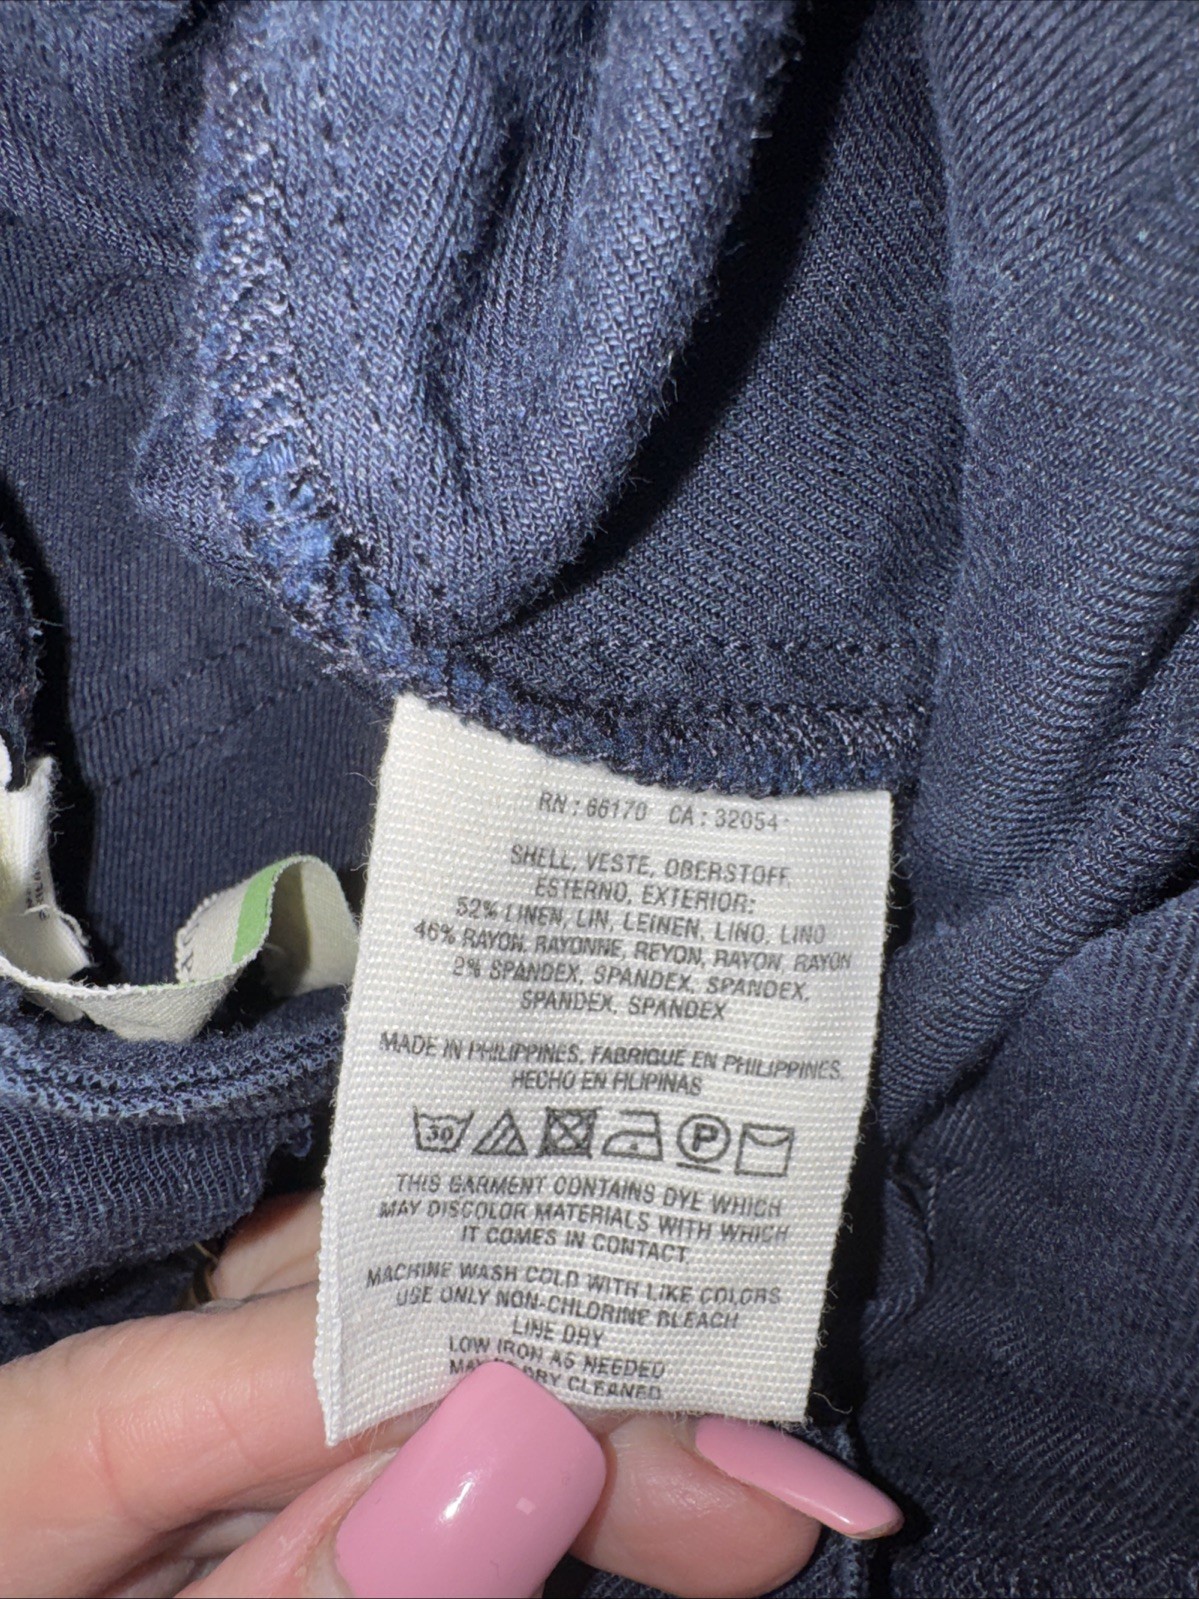 RN : 66170 CA : 32054
SHELL, VESTE, OBERSTOFF,
ESTERNO, EXTERIOR:
52% LINEN, LIN, LEINEN, LINO, LINO
46% RAYON, RAYONNE, REYON, RAYON, RAYON
2% SPANDEX, SPANDEX, SPANDEX,
SPANDEX, SPANDEX
MADE IN PHILIPPINES, FABRIQUE EN PHILIPPINES,
HECHO EN FILIPINAS
30
P
THIS GARMENT CONTAINS DYE WHICH
MAY DISCOLOR MATERIALS WITH WHICH
IT COMES IN CONTACT.
MACHINE WASH COLD WITH LIKE COLORS
USE ONLY NON-CHLORINE BLEACH
LINE DRY
LOW IRON AS NEEDED
DRY CLEANED